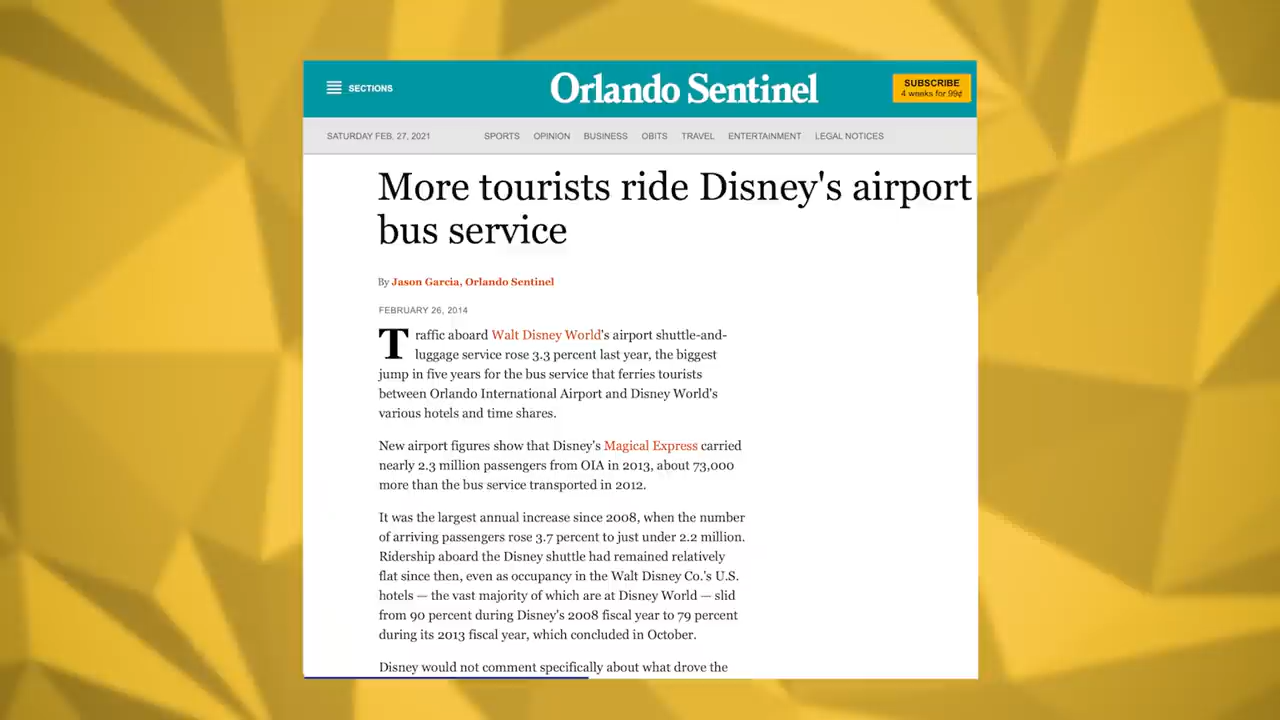 SECTIONS
Orlando Sentinel
SUBSCRIBE
4 weeks for 99¢
SATURDAY FEB. 27, 2021
SPORTS OPINION BUSINESS OBITS TRAVEL ENTERTAINMENT LEGAL NOTICES
More tourists ride Disney's airport
bus service
By Jason Garcia, Orlando Sentinel
FEBRUARY 26, 2014
Traffic aboard Walt Disney World's airport shuttle-and-
luggage service rose 3.3 percent last year, the biggest
jump in five years for the bus service that ferries tourists
between Orlando International Airport and Disney World's
various hotels and time shares.
New airport figures show that Disney's Magical Express carried
nearly 2.3 million passengers from OIA in 2013, about 73,000
more than the bus service transported in 2012.
It was the largest annual increase since 2008, when the number
of arriving passengers rose 3.7 percent to just under 2.2 million.
Ridership aboard the Disney shuttle had remained relatively
flat since then, even as occupancy in the Walt Disney Co.'s U.S.
hotels — the vast majority of which are at Disney World — slid
from 90 percent during Disney's 2008 fiscal year to 79 percent
during its 2013 fiscal year, which concluded in October.
Disney would not comment specifically about what drove the